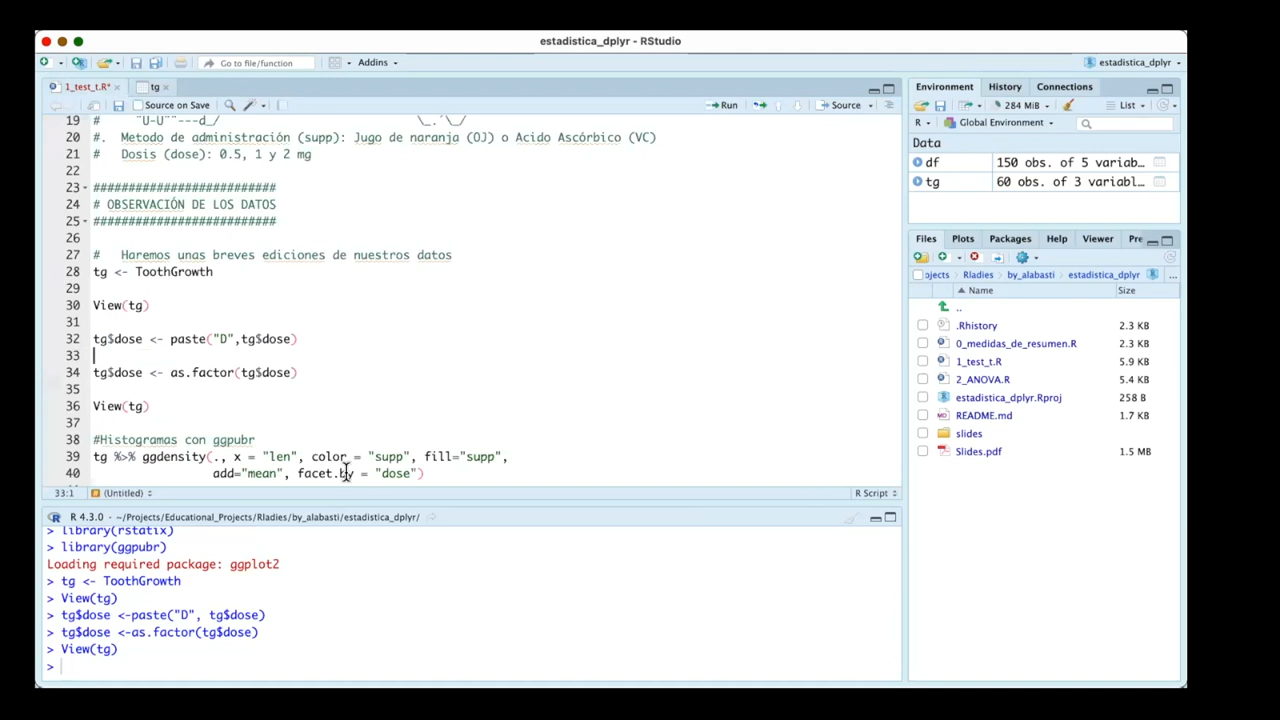 estadistica_dplyr - RStudio
Go to file/function
Addins
estadistica_dplyr
1_test_t.R*
tg
Source on Save
Run
Source
19 # ¨U-U¨¨---d_/ \_.´\_/
20 #. Metodo de administración (supp): Jugo de naranja (OJ) o Acido Ascórbico (VC)
21 # Dosis (dose): 0.5, 1 y 2 mg
22
23 ##########################
24 # OBSERVACIÓN DE LOS DATOS
25 ##########################
26
27 # Haremos unas breves ediciones de nuestros datos
28 tg <- ToothGrowth
29
30 View(tg)
31
32 tg$dose <- paste("D",tg$dose)
33
34 tg$dose <- as.factor(tg$dose)
35
36 View(tg)
37
38 #Histogramas con ggpubr
39 tg %>% ggdensity(., x = "len", color = "supp", fill="supp",
40 add="mean", facet.by = "dose")
33:1 (Untitled) R Script
R 4.3.0 · ~/Projects/Educational_Projects/Rladies/by_alabasti/estadistica_dplyr/
> library(rstatix)
> library(ggpubr)
Loading required package: ggplot2
> tg <- ToothGrowth
> View(tg)
> tg$dose <-paste("D", tg$dose)
> tg$dose <-as.factor(tg$dose)
> View(tg)
>
Environment History Connections
284 MiB List
R Global Environment
Data
df 150 obs. of 5 variab…
tg 60 obs. of 3 variabl…
Files Plots Packages Help Viewer Pre
ojects Rladies by_alabasti estadistica_dplyr ...
Name Size
..
.Rhistory 2.3 KB
0_medidas_de_resumen.R 2.3 KB
1_test_t.R 5.9 KB
2_ANOVA.R 5.4 KB
estadistica_dplyr.Rproj 258 B
README.md 1.7 KB
slides
Slides.pdf 1.5 MB